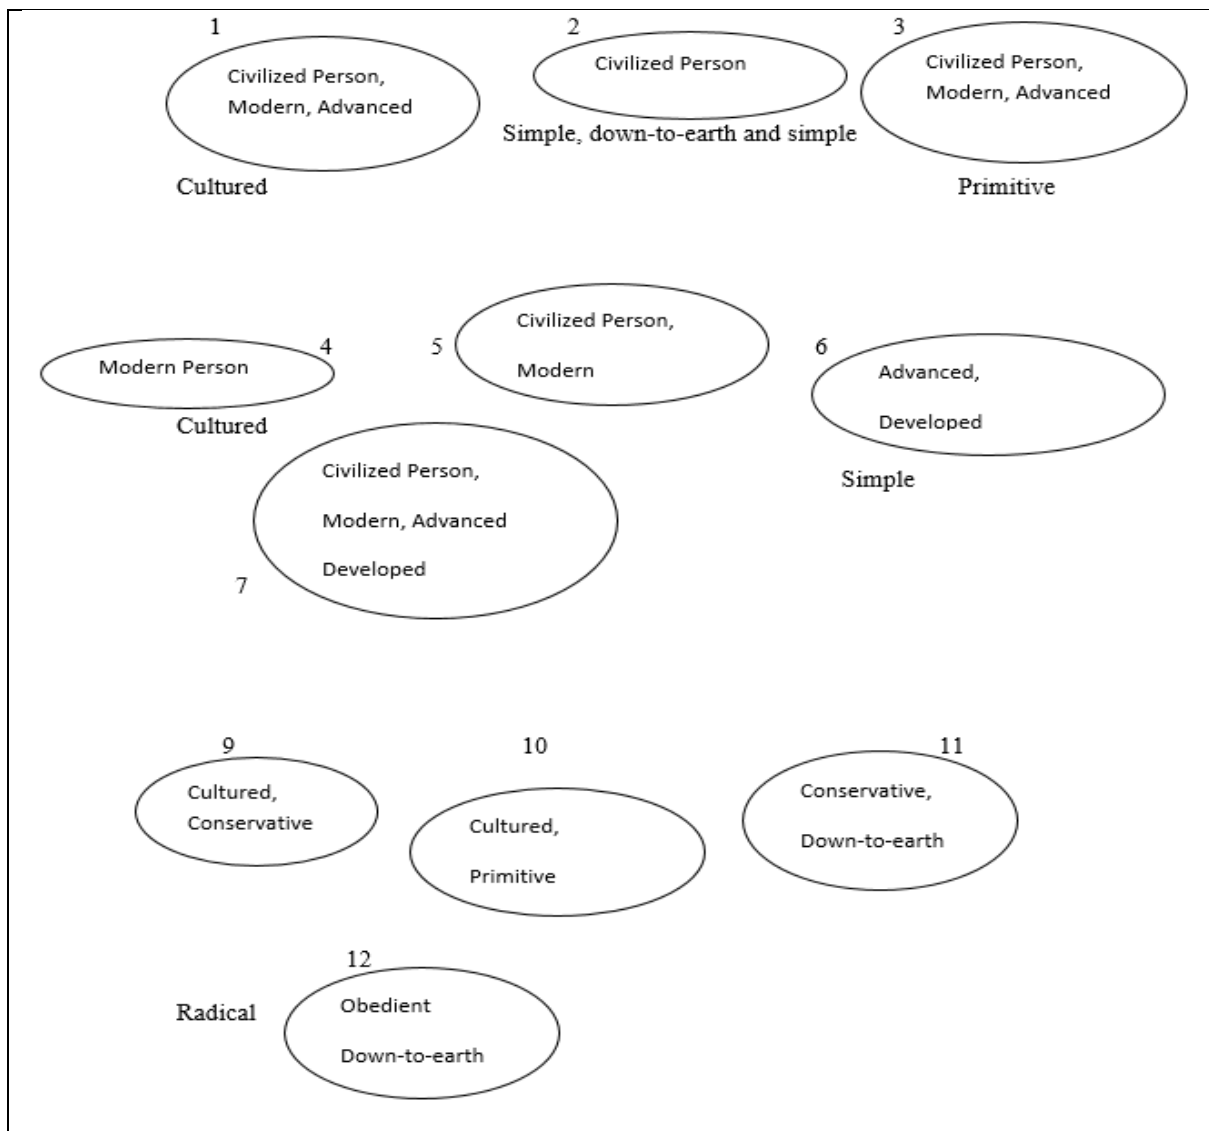 1
2
3
Civilized Person,
Modern, Advanced
Civilized Person
Civilized Person,
Modern, Advanced
Simple, down-to-earth and simple
Cultured
Primitive
4
Modern Person
Cultured
5
Civilized Person,
Modern
6
Advanced,
Developed
Simple
Civilized Person,
Modern, Advanced
Developed
7
9
Cultured,
Conservative
10
Cultured,
Primitive
11
Conservative,
Down-to-earth
12
Radical
Obedient
Down-to-earth